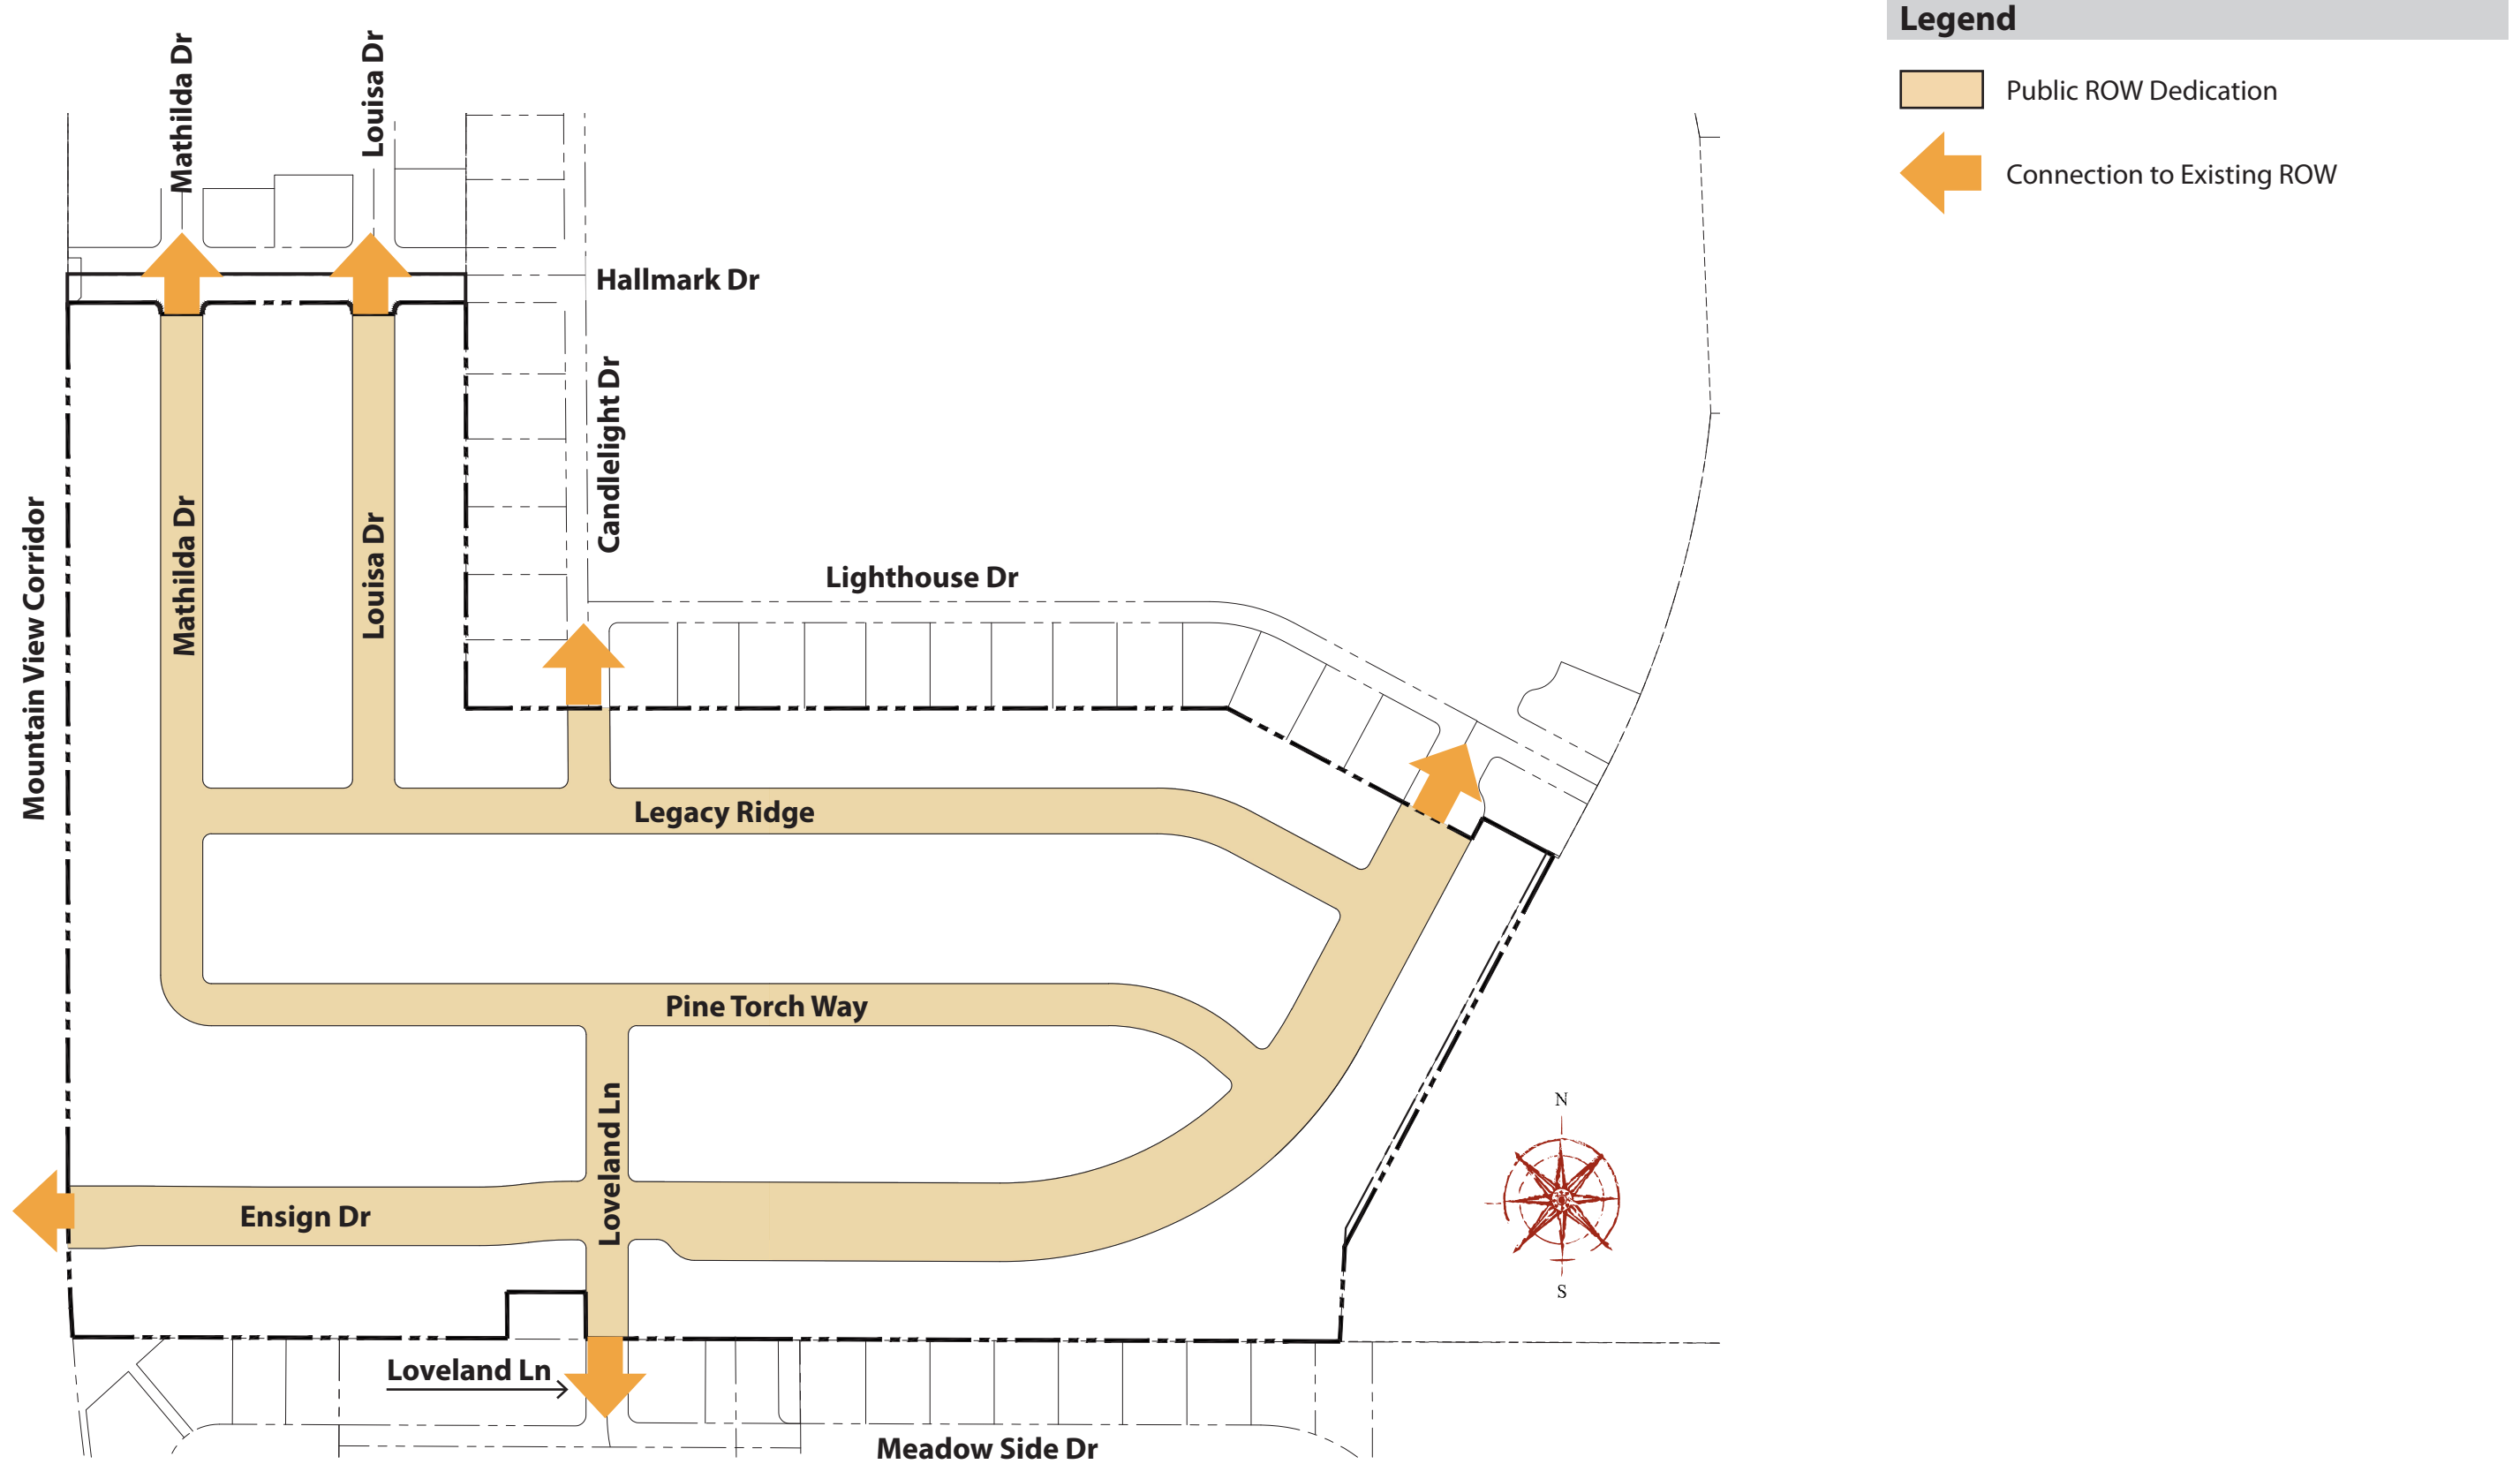 Legend
Public ROW Dedication
Connection to Existing ROW
Mathilda Dr
Louisa Dr
Hallmark Dr
Candlelight Dr
Mountain View Corridor
Mathilda Dr
Louisa Dr
Lighthouse Dr
Legacy Ridge
Pine Torch Way
Loveland Ln
Ensign Dr
N
S
Loveland Ln
Meadow Side Dr